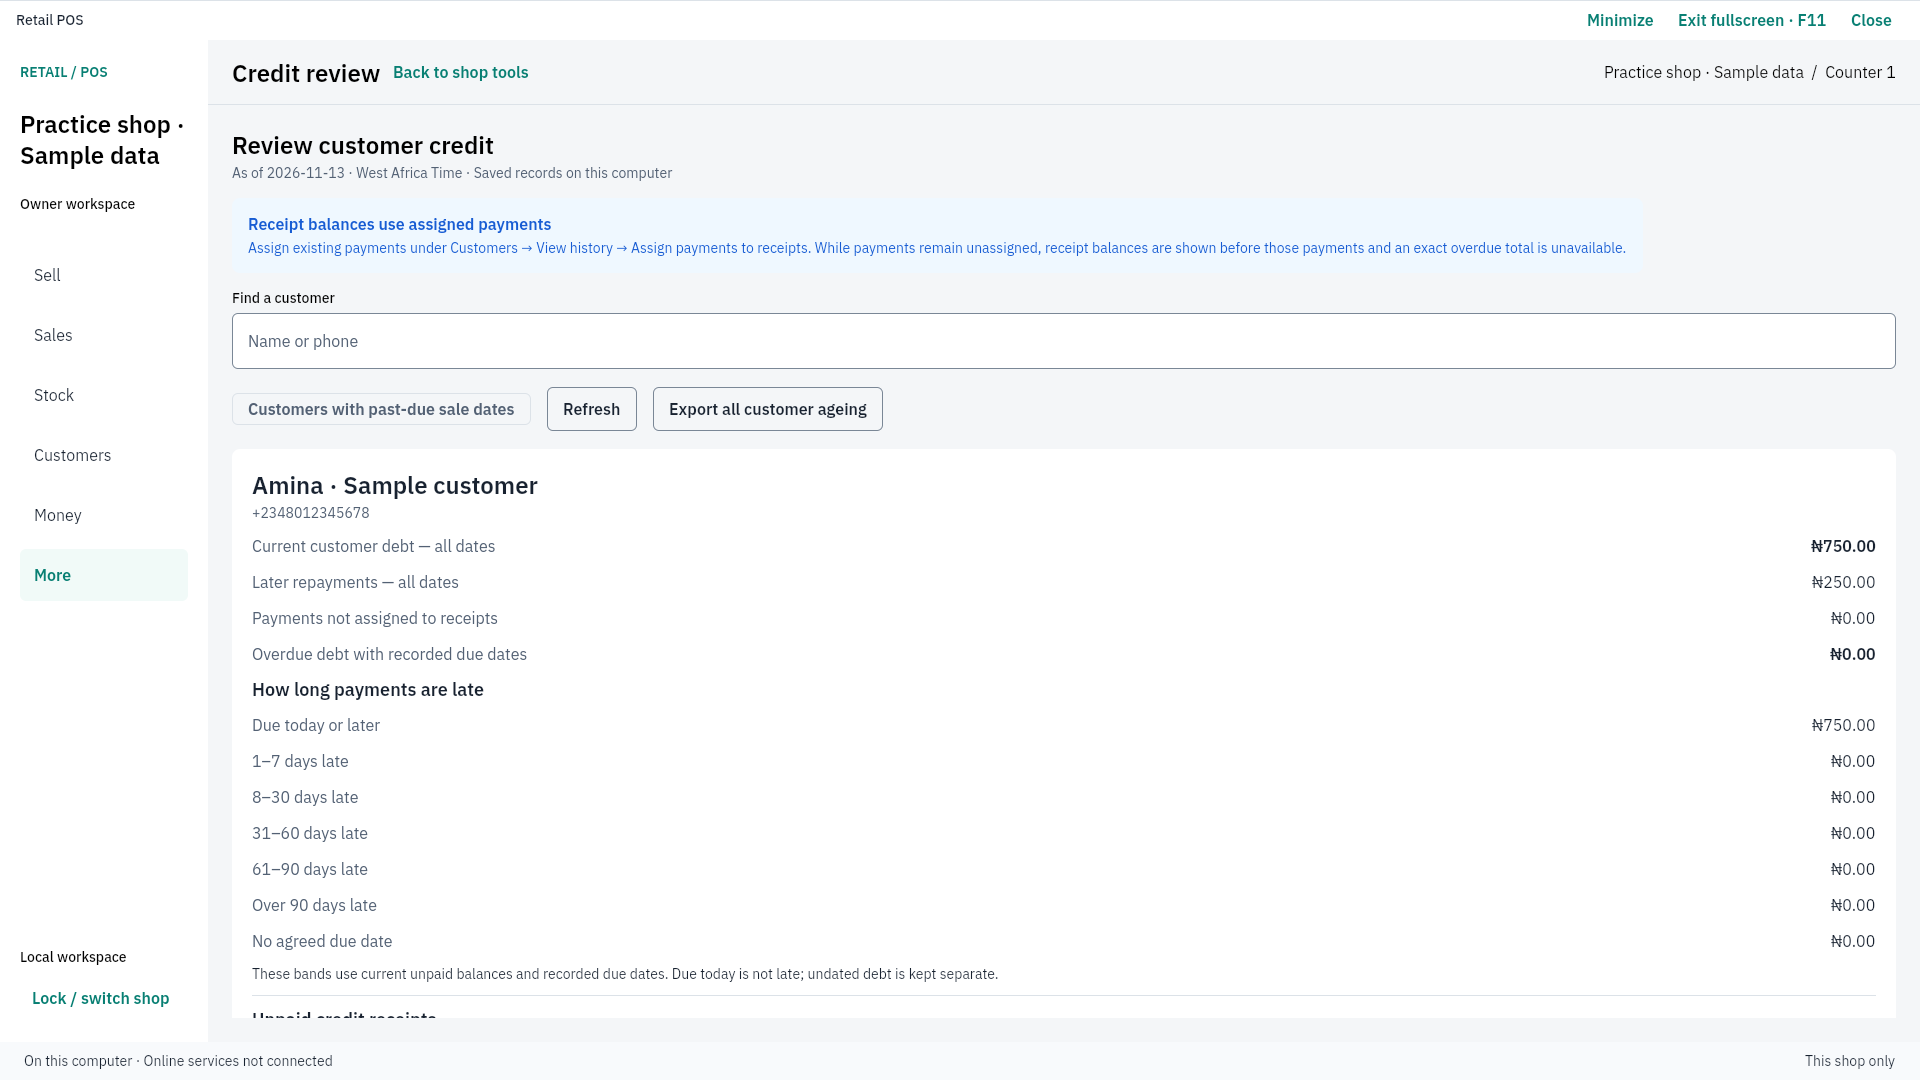 Retail POS
Minimize
Exit fullscreen · F11
Close
RETAIL / POS
Practice shop ·
Sample data
Owner workspace
Sell
Sales
Stock
Customers
Money
More
Local workspace
Lock / switch shop
Credit review
Back to shop tools
Practice shop · Sample data / Counter 1
Review customer credit
As of 2026-11-13 · West Africa Time · Saved records on this computer
Receipt balances use assigned payments
Assign existing payments under Customers → View history → Assign payments to receipts. While payments remain unassigned, receipt balances are shown before those payments and an exact overdue total is unavailable.
Find a customer
Name or phone
Customers with past-due sale dates
Refresh
Export all customer ageing
Amina · Sample customer
+2348012345678
Current customer debt — all dates ₦750.00
Later repayments — all dates ₦250.00
Payments not assigned to receipts ₦0.00
Overdue debt with recorded due dates ₦0.00
How long payments are late
Due today or later ₦750.00
1–7 days late ₦0.00
8–30 days late ₦0.00
31–60 days late ₦0.00
61–90 days late ₦0.00
Over 90 days late ₦0.00
No agreed due date ₦0.00
These bands use current unpaid balances and recorded due dates. Due today is not late; undated debt is kept separate.
Unpaid credit receipts
On this computer · Online services not connected
This shop only